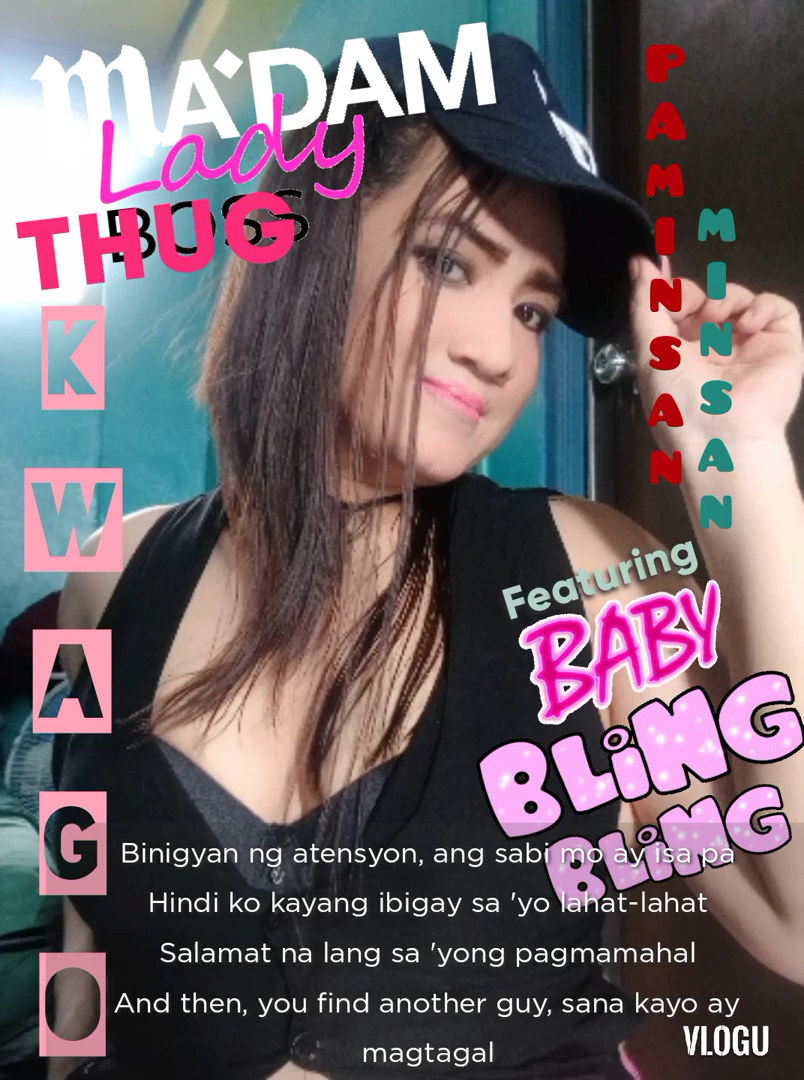 MA'DAM
Lady
BOSS
THUG
KWAGO
PAMINSAN
MINSAN
Featuring
BABY
BLiNG
BLiNG
Binigyan ng atensyon, ang sabi mo ay isa pa
Hindi ko kayang ibigay sa 'yo lahat-lahat
Salamat na lang sa 'yong pagmamahal
And then, you find another guy, sana kayo ay
magtagal
VLOGU